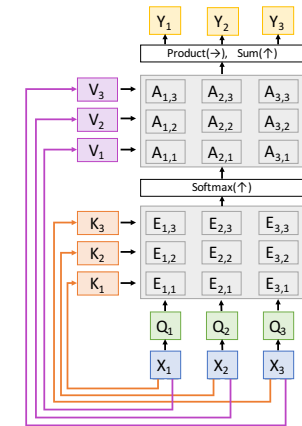 Y1 Y2 Y3
Product(→), Sum(↑)
V3 A1,3 A2,3 A3,3
V2 A1,2 A2,2 A3,2
V1 A1,1 A2,1 A3,1
Softmax(↑)
K3 E1,3 E2,3 E3,3
K2 E1,2 E2,2 E3,2
K1 E1,1 E2,1 E3,1
Q1 Q2 Q3
X1 X2 X3